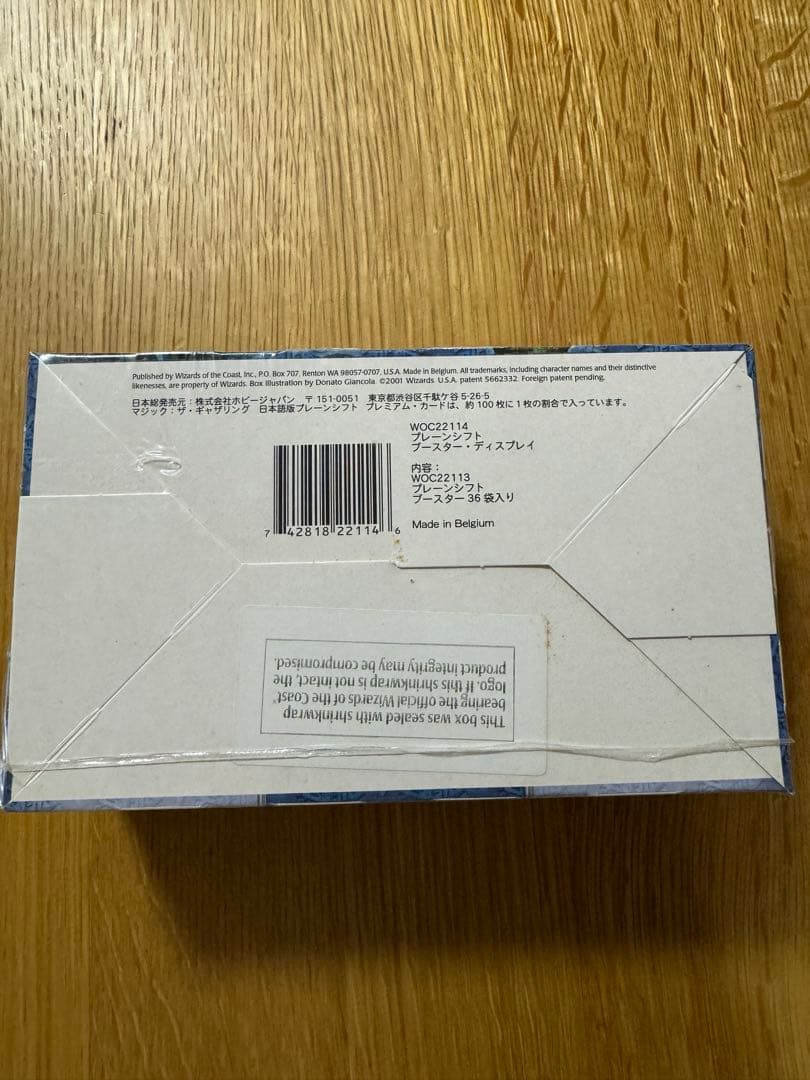 Published by Wizards of the Coast, Inc., P.O. Box 707, Renton WA 98057-0707, U.S.A. Made in Belgium. All trademarks, including character names and their distinctive
likenesses, are property of Wizards. Box Illustration by Donato Giancola. ©2001 Wizards. U.S.A. patent 5662332. Foreign patent pending.
日本総発売元：株式会社ホビージャパン 〒151-0051 東京都渋谷区千駄ケ谷 5-26-5
マジック：ザ・ギャザリング 日本語版プレーンシフト プレミアム・カードは、約 100 枚に 1 枚の割合で入っています。
WOC22114
プレーンシフト
ブースター・ディスプレイ
内容：
WOC22113
プレーンシフト
ブースター 36 袋入り
Made in Belgium
7 42818 22114 6
This box was sealed with shrinkwrap
bearing the official Wizards of the Coast®
logo. If this shrinkwrap is not intact, the
product integrity may be compromised.